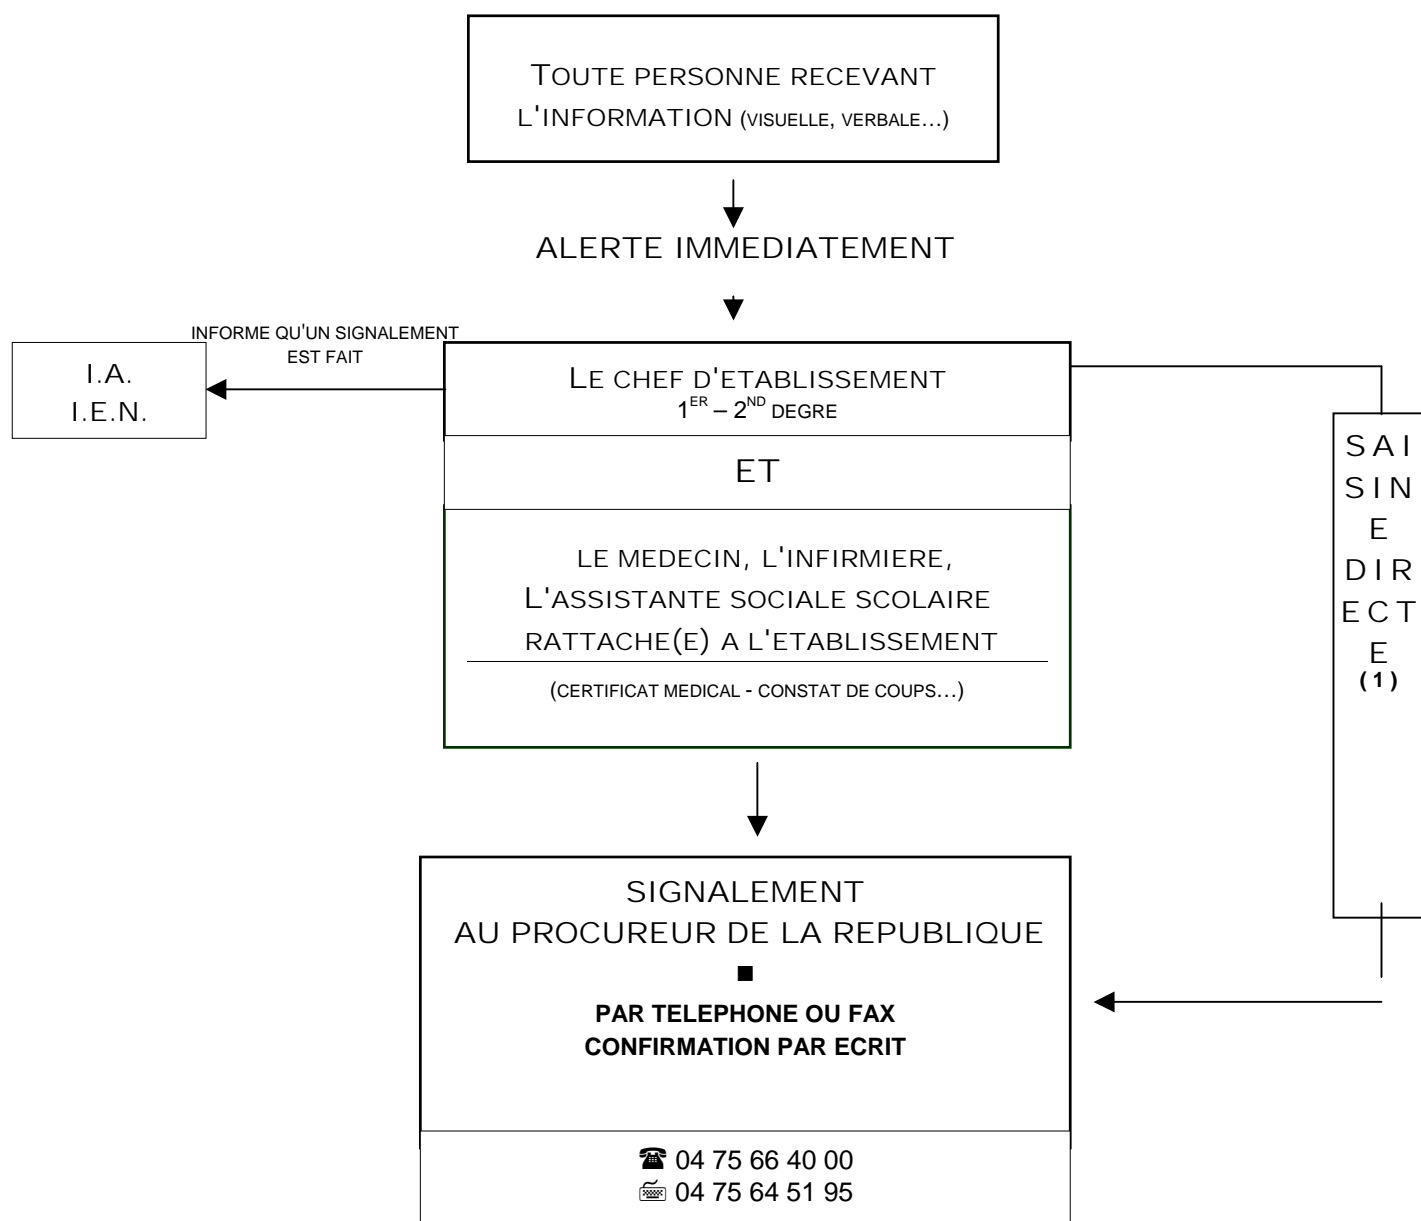 TOUTE PERSONNE RECEVANT
L'INFORMATION (VISUELLE, VERBALE…)
ALERTE IMMEDIATEMENT
INFORME QU'UN SIGNALEMENT
EST FAIT
I.A.
I.E.N.
LE CHEF D'ETABLISSEMENT
1ER – 2ND DEGRE
ET
LE MEDECIN, L'INFIRMIERE,
L'ASSISTANTE SOCIALE SCOLAIRE
RATTACHE(E) A L'ETABLISSEMENT
(CERTIFICAT MEDICAL - CONSTAT DE COUPS…)
SAI
SIN
E
DIR
ECT
E
(1)
SIGNALEMENT
AU PROCUREUR DE LA REPUBLIQUE
PAR TELEPHONE OU FAX
CONFIRMATION PAR ECRIT
☎ 04 75 66 40 00
04 75 64 51 95